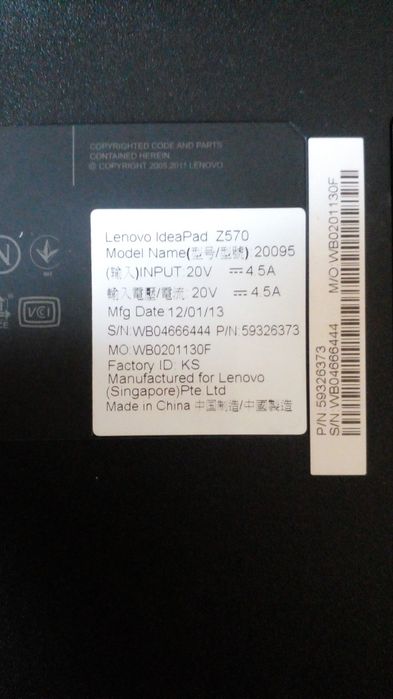 COPYRIGHTED CODE AND PARTS
CONTAINED HEREIN.
© COPYRIGHT 2005,2011 LENOVO
Lenovo IdeaPad Z570
Model Name(型号/型號) 20095
(输入)INPUT: 20V ⎓ 4.5A
輸入電壓/電流: 20V ⎓ 4.5A
Mfg Date 12/01/13
S/N:WB04666444 P/N:59326373
MO:WB0201130F
Factory ID: KS
Manufactured for Lenovo
(Singapore)Pte Ltd
Made in China 中国制造/中國製造
P/N 59326373
S/N WB04666444 M/O WB0201130F
N
VCI